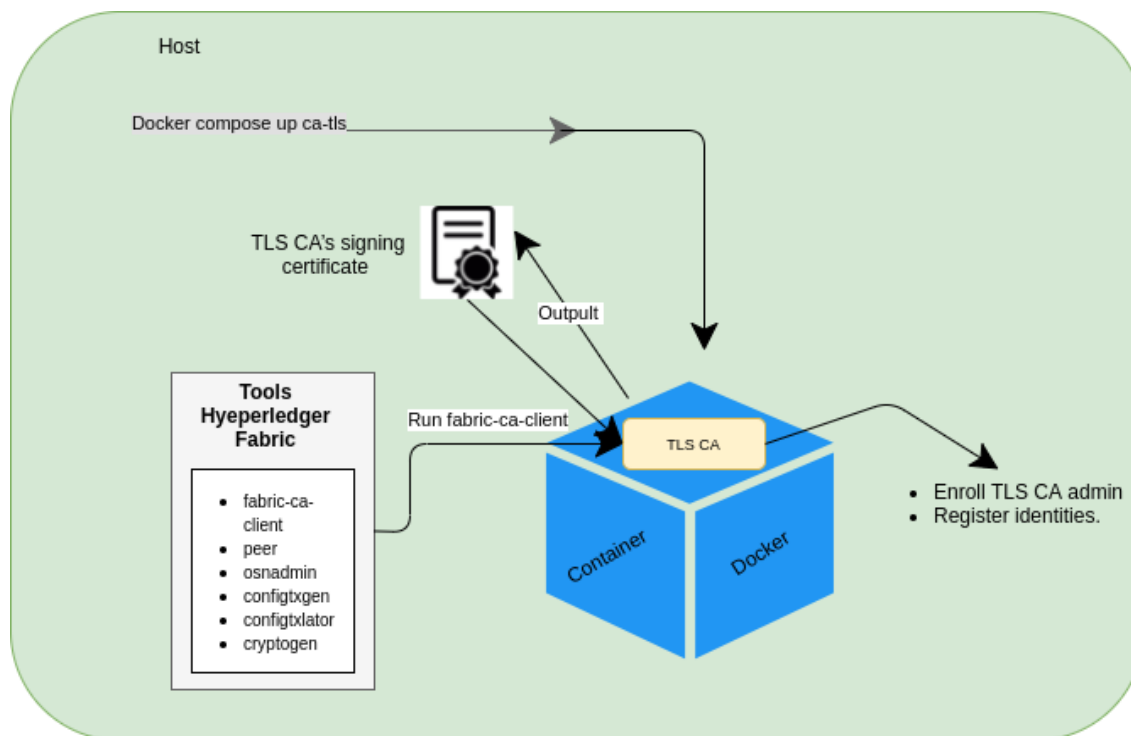 Host
Docker compose up ca-tls
TLS CA's signing
certificate
Outpult
Tools
Hyeperledger
Fabric
Run fabric-ca-client
TLS CA
• fabric-ca-
client
• peer
• osnadmin
• configtxgen
• configtxlator
• cryptogen
Container
Docker
• Enroll TLS CA admin
• Register identities.